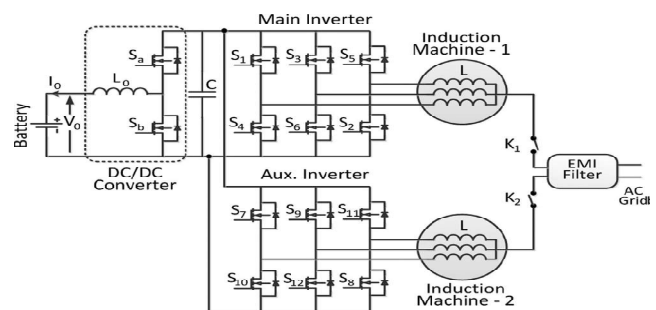 Main Inverter
Induction
Machine - 1
Sa
S1
S3
S5
L
Io
Lo
C
Battery
+
-
Vo
Sb
S4
S6
S2
K1
DC/DC
Converter
EMI
Filter
Aux. Inverter
K2
AC
Grid
S7
S9
S11
L
S10
S12
S8
Induction
Machine - 2